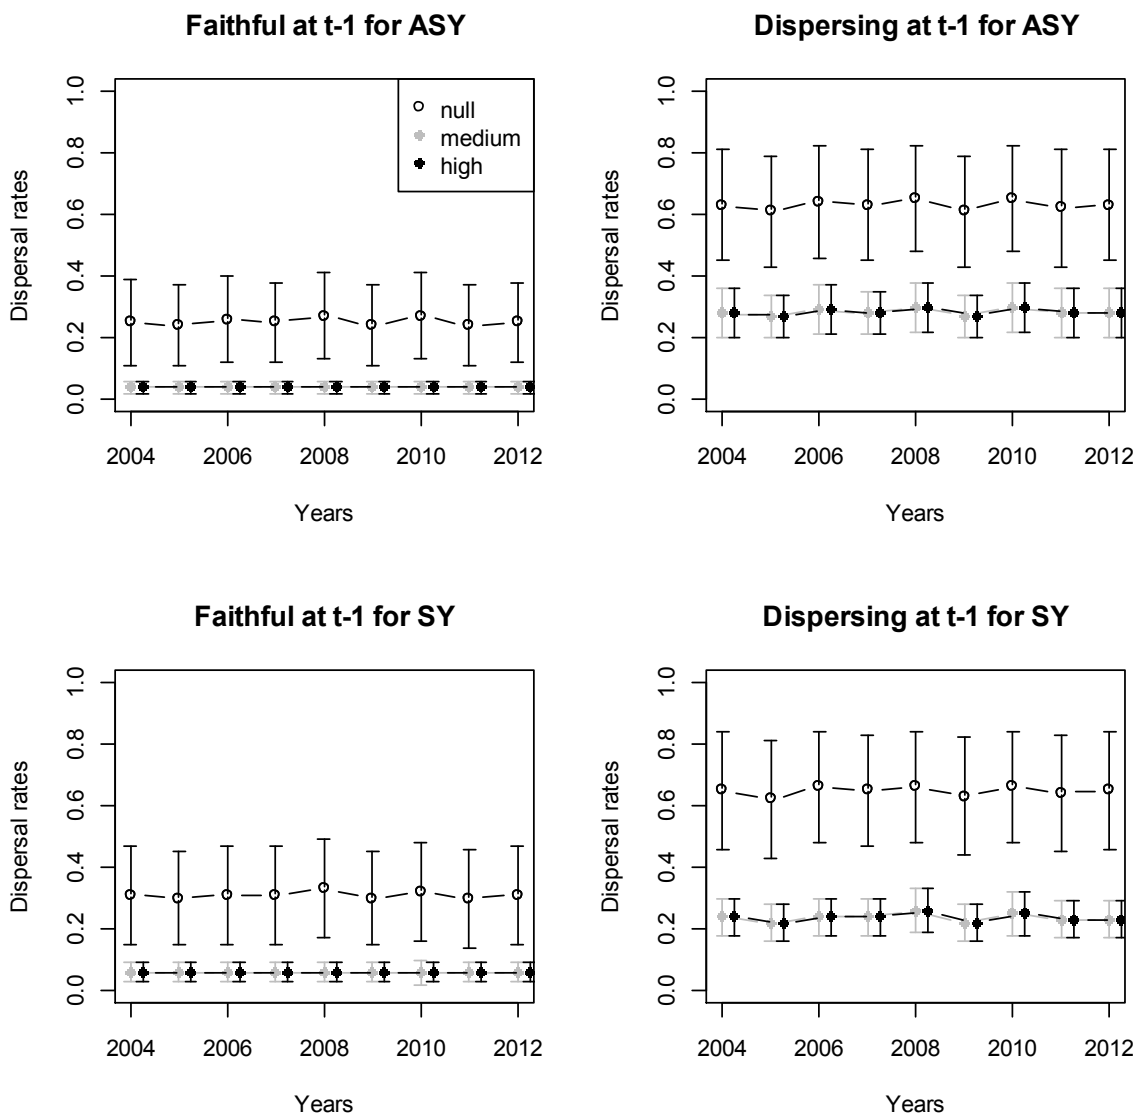 Faithful at t-1 for ASY
Dispersal rates
1.0
0.8
0.6
0.4
0.2
0.0
null
medium
high
2004 2006 2008 2010 2012
Years
Dispersing at t-1 for ASY
Dispersal rates
1.0
0.8
0.6
0.4
0.2
0.0
2004 2006 2008 2010 2012
Years
Faithful at t-1 for SY
Dispersal rates
1.0
0.8
0.6
0.4
0.2
0.0
2004 2006 2008 2010 2012
Years
Dispersing at t-1 for SY
Dispersal rates
1.0
0.8
0.6
0.4
0.2
0.0
2004 2006 2008 2010 2012
Years